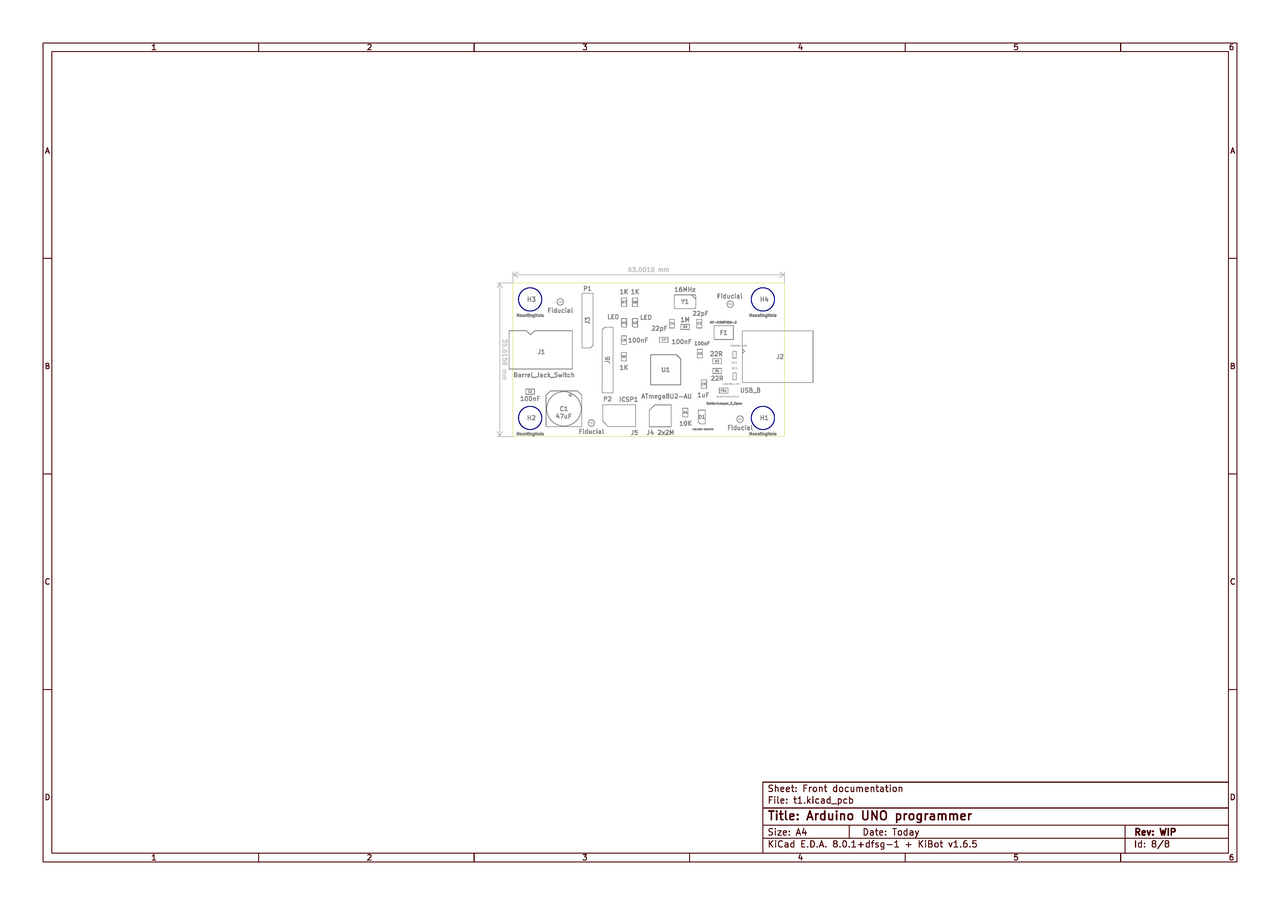 1 2 3 4 5 6
A A
63.0010 mm
P1 1K 1K 16MHz Fiducial
H3 Y1 H4
Fiducial
MountingHole MountingHole
J3 LED LED 22pF
1M
22pF F1
100nF 100nF 100nF
J1 J6 22R J2
B B
Barrel_Jack_Switch 1K U1 22R
100nF ATmega8U2-AU 1uF USB_B
P2 ICSP1
C1
47uF
H2 D1 H1
10K
Fiducial Fiducial
MountingHole J5 J4 2x2M MountingHole
C C
D D
Sheet: Front documentation
File: t1.kicad_pcb
Title: Arduino UNO programmer
Size: A4 Date: Today Rev: WIP
KiCad E.D.A. 8.0.1+dfsg-1 + KiBot v1.6.5 Id: 8/8
1 2 3 4 5 6